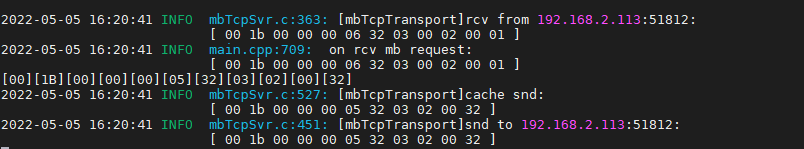 2022-05-05 16:20:41 INFO  mbTcpSvr.c:363: [mbTcpTransport]rcv from 192.168.2.113:51812:
[ 00 1b 00 00 00 06 32 03 00 02 00 01 ]
2022-05-05 16:20:41 INFO  main.cpp:709:  on rcv mb request:
[ 00 1b 00 00 00 06 32 03 00 02 00 01 ]
[00][1B][00][00][00][05][32][03][02][00][32]
2022-05-05 16:20:41 INFO  mbTcpSvr.c:527: [mbTcpTransport]cache snd:
[ 00 1b 00 00 00 05 32 03 02 00 32 ]
2022-05-05 16:20:41 INFO  mbTcpSvr.c:451: [mbTcpTransport]snd to 192.168.2.113:51812:
[ 00 1b 00 00 00 05 32 03 02 00 32 ]